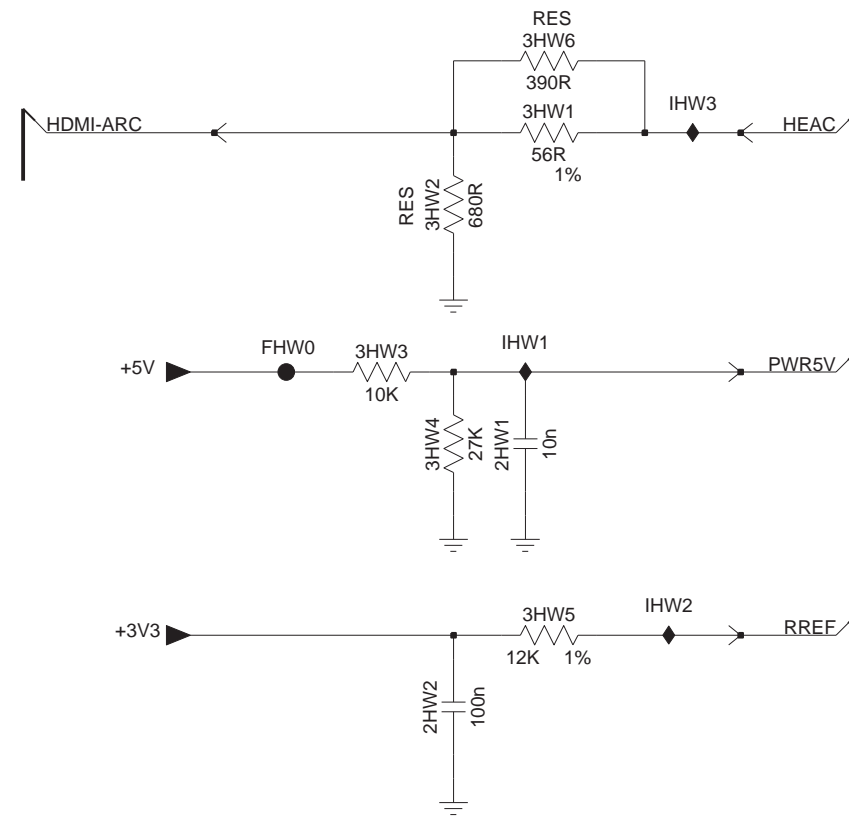 RES
3HW6
390R
HDMI-ARC
3HW1
IHW3
HEAC
56R
1%
RES
3HW2
680R
+5V
FHW0
3HW3
IHW1
PWR5V
10K
3HW4
27K
2HW1
10n
+3V3
3HW5
IHW2
RREF
12K 1%
2HW2
100n